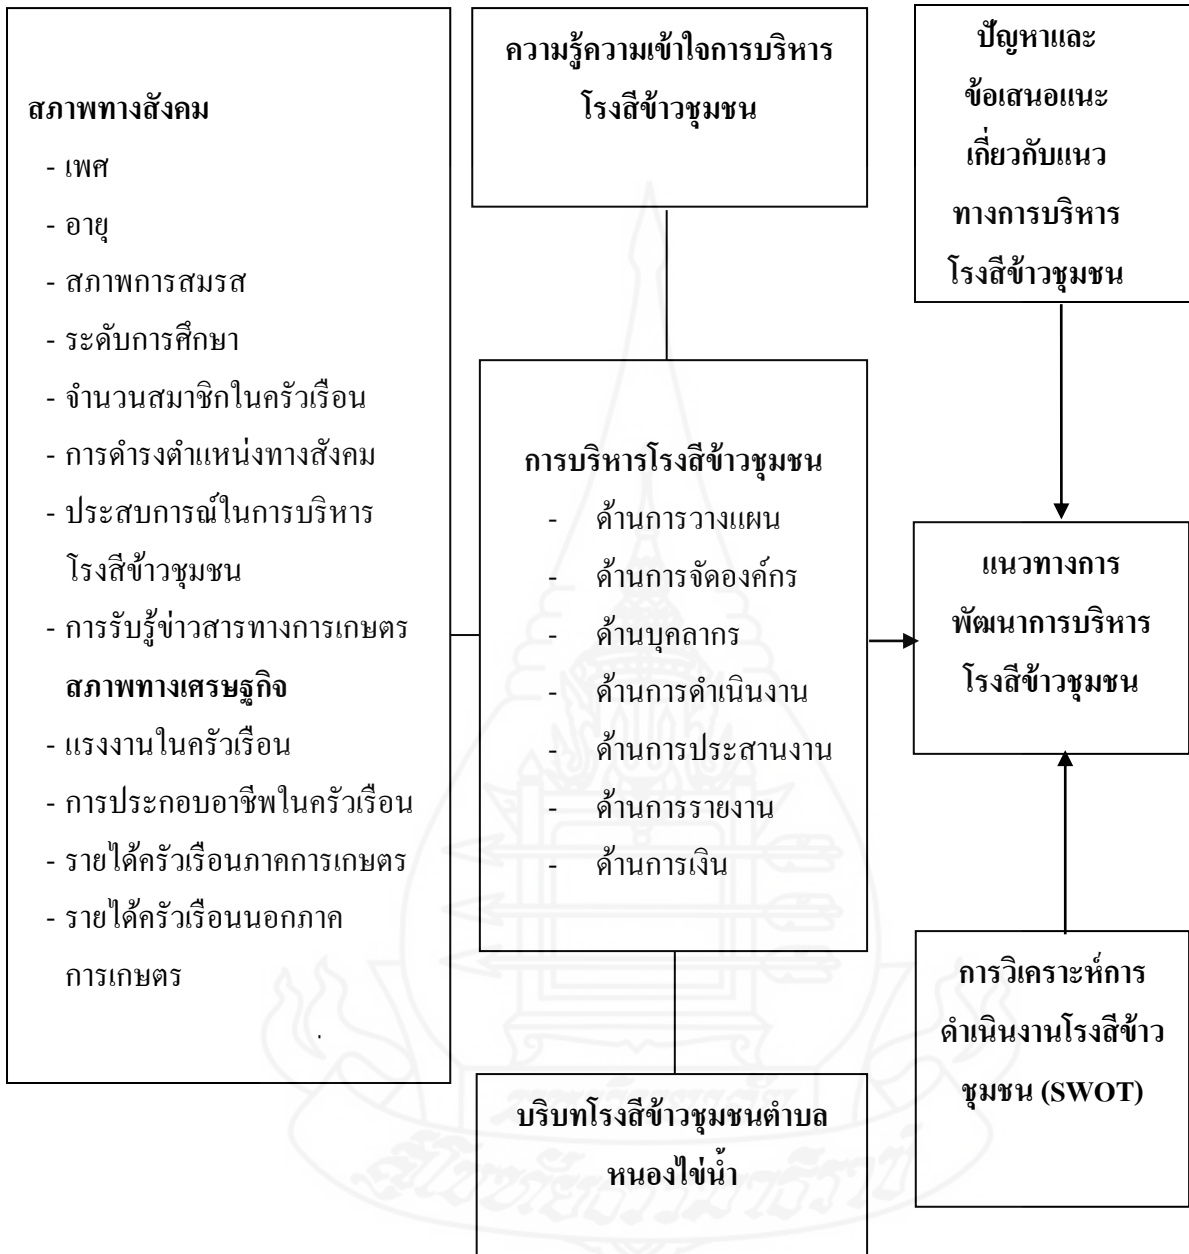 สภาพทางสังคม
- เพศ
- อายุ
- สภาพการสมรส
- ระดับการศึกษา
- จำนวนสมาชิกในครัวเรือน
- การดำรงตำแหน่งทางสังคม
- ประสบการณ์ในการบริหาร
โรงสีข้าวชุมชน
- การรับรู้ข่าวสารทางการเกษตร
สภาพทางเศรษฐกิจ
- แรงงานในครัวเรือน
- การประกอบอาชีพในครัวเรือน
- รายได้ครัวเรือนภาคการเกษตร
- รายได้ครัวเรือนนอกภาค
การเกษตร
.
ความรู้ความเข้าใจการบริหาร
โรงสีข้าวชุมชน
การบริหารโรงสีข้าวชุมชน
- ด้านการวางแผน
- ด้านการจัดองค์กร
- ด้านบุคลากร
- ด้านการดำเนินงาน
- ด้านการประสานงาน
- ด้านการรายงาน
- ด้านการเงิน
บริบทโรงสีข้าวชุมชนตำบล
หนองไข่น้ำ
ปัญหาและ
ข้อเสนอแนะ
เกี่ยวกับแนว
ทางการบริหาร
โรงสีข้าวชุมชน
แนวทางการ
พัฒนาการบริหาร
โรงสีข้าวชุมชน
การวิเคราะห์การ
ดำเนินงานโรงสีข้าว
ชุมชน (SWOT)
มหาวิทยาลัย
สุโขทัยธรรมาธิราช